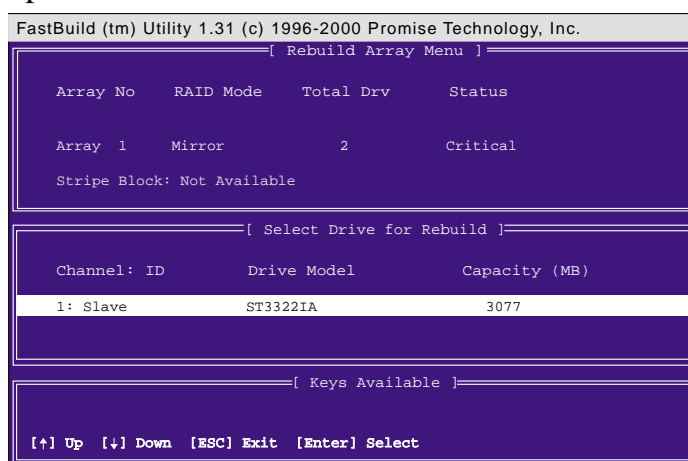 FastBuild (tm) Utility 1.31 (c) 1996-2000 Promise Technology, Inc.
[ Rebuild Array Menu ]
Array No RAID Mode Total Drv Status
Array 1 Mirror 2 Critical
Stripe Block: Not Available
[ Select Drive for Rebuild ]
Channel: ID Drive Model Capacity (MB)
1: Slave ST3322IA 3077
[ Keys Available ]
[↑] Up [↓] Down [ESC] Exit [Enter] Select